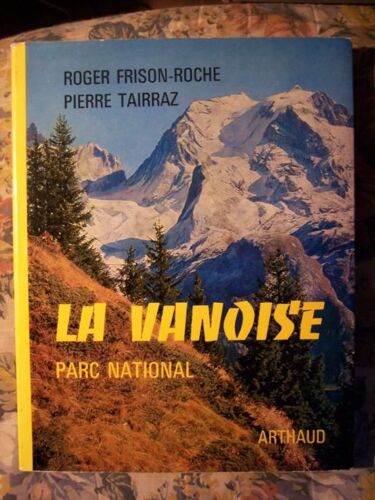 ROGER FRISON-ROCHE
PIERRE TAIRRAZ
LA VANOISE
PARC NATIONAL
ARTHAUD